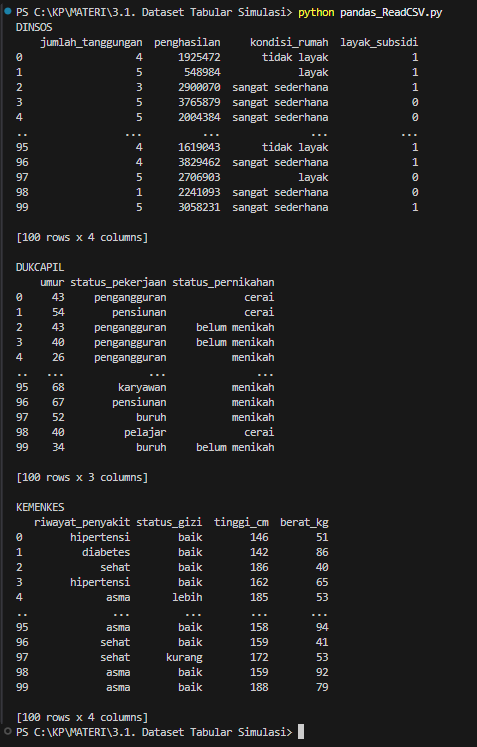 PS C:\KP\MATERI\3.1. Dataset Tabular Simulasi> python pandas_ReadCSV.py
DINSOS
jumlah_tanggungan penghasilan kondisi_rumah layak_subsidi
0 4 1925472 tidak layak 1
1 5 548984 layak 1
2 3 2900070 sangat sederhana 1
3 5 3765879 sangat sederhana 0
4 5 2004384 sangat sederhana 0
.. ... ... ... ...
95 4 1619043 tidak layak 1
96 4 3829462 sangat sederhana 1
97 5 2706903 layak 0
98 1 2241093 sangat sederhana 0
99 5 3058231 sangat sederhana 1
[100 rows x 4 columns]
DUKCAPIL
umur status_pekerjaan status_pernikahan
0 43 pengangguran cerai
1 54 pensiunan cerai
2 43 pengangguran belum menikah
3 40 pengangguran belum menikah
4 26 pengangguran menikah
.. ... ... ...
95 68 karyawan menikah
96 67 pensiunan menikah
97 52 buruh menikah
98 40 pelajar cerai
99 34 buruh belum menikah
[100 rows x 3 columns]
KEMENKES
riwayat_penyakit status_gizi tinggi_cm berat_kg
0 hipertensi baik 146 51
1 diabetes baik 142 86
2 sehat baik 186 40
3 hipertensi baik 162 65
4 asma lebih 185 53
.. ... ... ... ...
95 asma baik 158 94
96 sehat baik 159 41
97 sehat kurang 172 53
98 asma baik 159 92
99 asma baik 188 79
[100 rows x 4 columns]
PS C:\KP\MATERI\3.1. Dataset Tabular Simulasi>